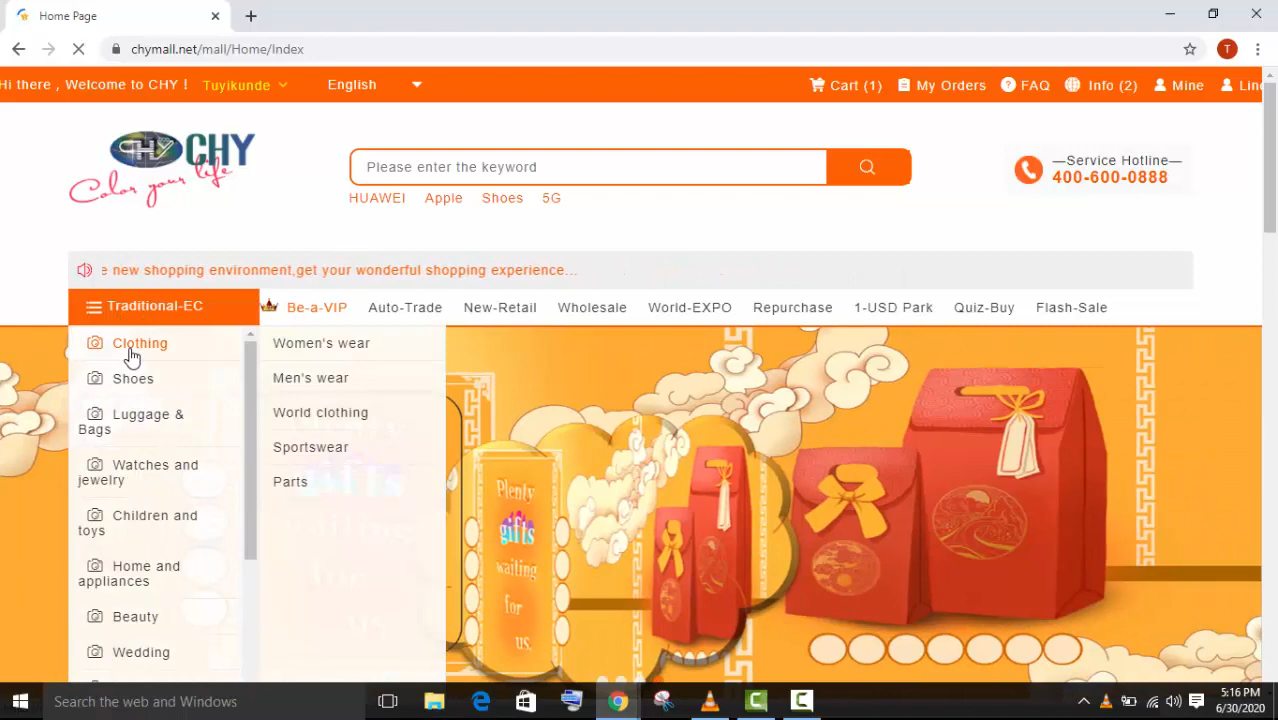 Home Page
chymall.net/mall/Home/Index
T
Hi there , Welcome to CHY !
Tuyikunde
English
Cart (1)
My Orders
FAQ
Info (2)
Mine
Lin
CHY CHY
Color your life
Please enter the keyword
—Service Hotline—
400-600-0888
HUAWEI Apple Shoes 5G
e new shopping environment,get your wonderful shopping experience...
Traditional-EC
Be-a-VIP
Auto-Trade
New-Retail
Wholesale
World-EXPO
Repurchase
1-USD Park
Quiz-Buy
Flash-Sale
Clothing
Shoes
Luggage &
Bags
Watches and
jewelry
Children and
toys
Home and
appliances
Beauty
Wedding
Women's wear
Men's wear
World clothing
Sportswear
Parts
Plenty
gifts
waiting
for
us.
Search the web and Windows
5:16 PM
6/30/2020